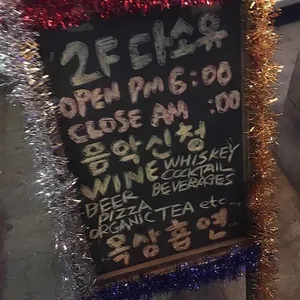 2F 다소유
OPEN PM 6:00
CLOSE AM :00
음악신청
WINE WHISKEY
COCKTAIL
BEER BEVERAGES
PIZZA
ORGANIC TEA etc...
옥상흡연